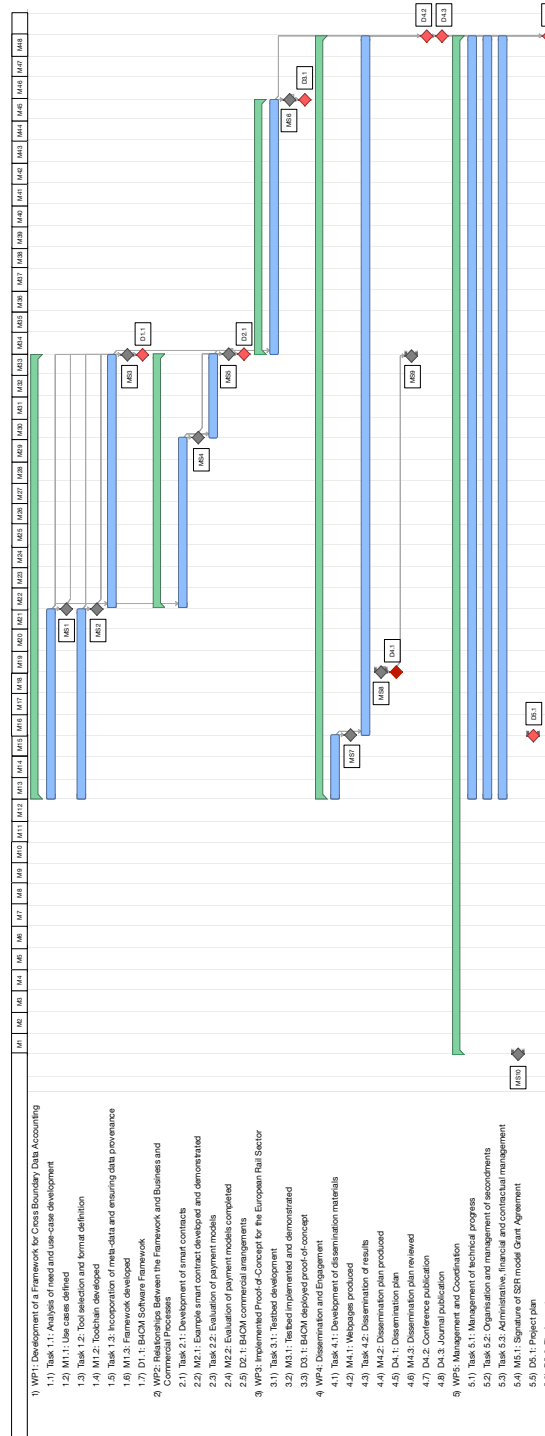 M1 M2 M3 M4 M5 M6 M7 M8 M9 M10 M11 M12 M13 M14 M15 M16 M17 M18 M19 M20 M21 M22 M23 M24 M25 M26 M27 M28 M29 M30 M31 M32 M33 M34 M35 M36 M37 M38 M39 M40 M41 M42 M43 M44 M45 M46 M47 M48
1) WP1: Development of a Framework for Cross Boundary Data Accounting
1.1) Task 1.1: Analysis of need and use-case development
1.2) M1.1: Use cases defined
MS1
1.3) Task 1.2: Tool selection and format definition
1.4) M1.2: Toolchain developed
MS2
1.5) Task 1.3: Incorporation of meta-data and ensuring data provenance
1.6) M1.3: Framework developed
MS3
1.7) D1.1: B4CM Software Framework
D1.1
2) WP2: Relationships Between the Framework and Business and
Commercial Processes
2.1) Task 2.1: Development of smart contracts
2.2) M2.1: Example smart contract developed and demonstrated
MS4
2.3) Task 2.2: Evaluation of payment models
2.4) M2.2: Evaluation of payment models completed
MS5
2.5) D2.1: B4CM commercial arrangements
D2.1
3) WP3: Implemented Proof-of-Concept for the European Rail Sector
3.1) Task 3.1: Testbed development
3.2) M3.1: Testbed implemented and demonstrated
MS6
3.3) D3.1: B4CM deployed proof-of-concept
D3.1
4) WP4: Dissemination and Engagement
4.1) Task 4.1: Development of dissemination materials
4.2) M4.1: Webpages produced
MS7
4.3) Task 4.2: Dissemination of results
4.4) M4.2: Dissemination plan produced
MS8
4.5) D4.1: Dissemination plan
D4.1
4.6) M4.3: Dissemination plan reviewed
MS9
4.7) D4.2: Conference publication
D4.2
4.8) D4.3: Journal publication
D4.3
5) WP5: Management and Coordination
5.1) Task 5.1: Management of technical progress
5.2) Task 5.2: Organisation and management of secondments
5.3) Task 5.3: Administrative, financial and contractual management
5.4) M5.1: Signature of S2R model Grant Agreement
MS10
5.5) D5.1: Project plan
D5.1